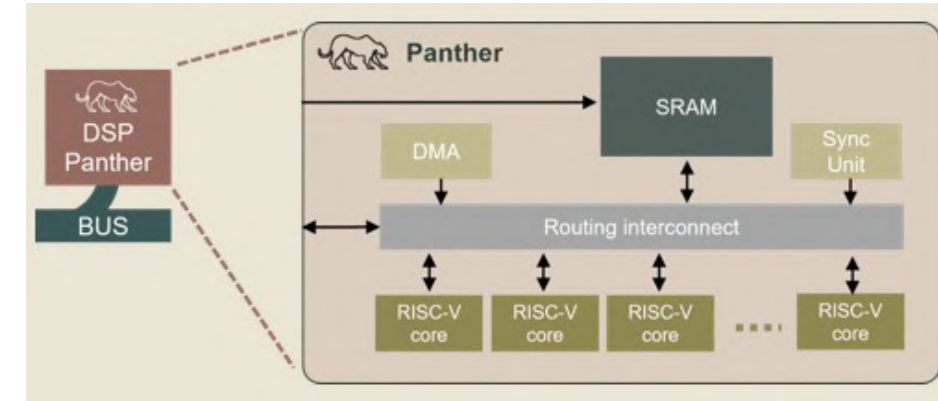 DSP
Panther
BUS
Panther
SRAM
DMA
Sync
Unit
Routing interconnect
RISC-V
core
RISC-V
core
RISC-V
core
RISC-V
core